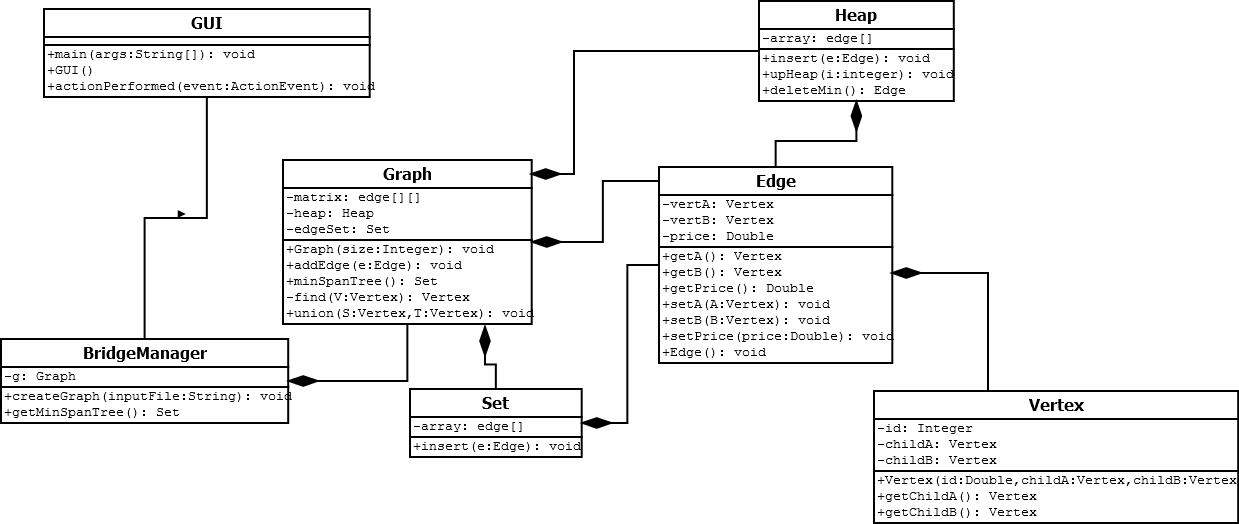 GUI
+main(args:String[]): void
+GUI()
+actionPerformed(event:ActionEvent): void
Heap
-array: edge[]
+insert(e:Edge): void
+upHeap(i:integer): void
+deleteMin(): Edge
Graph
-matrix: edge[][]
-heap: Heap
-edgeSet: Set
+Graph(size:Integer): void
+addEdge(e:Edge): void
+minSpanTree(): Set
-find(V:Vertex): Vertex
+union(S:Vertex,T:Vertex): void
Edge
-vertA: Vertex
-vertB: Vertex
-price: Double
+getA(): Vertex
+getB(): Vertex
+getPrice(): Double
+setA(A:Vertex): void
+setB(B:Vertex): void
+setPrice(price:Double): void
+Edge(): void
BridgeManager
-g: Graph
+createGraph(inputFile:String): void
+getMinSpanTree(): Set
Set
-array: edge[]
+insert(e:Edge): void
Vertex
-id: Integer
-childA: Vertex
-childB: Vertex
+Vertex(id:Double,childA:Vertex,childB:Vertex
+getChildA(): Vertex
+getChildB(): Vertex